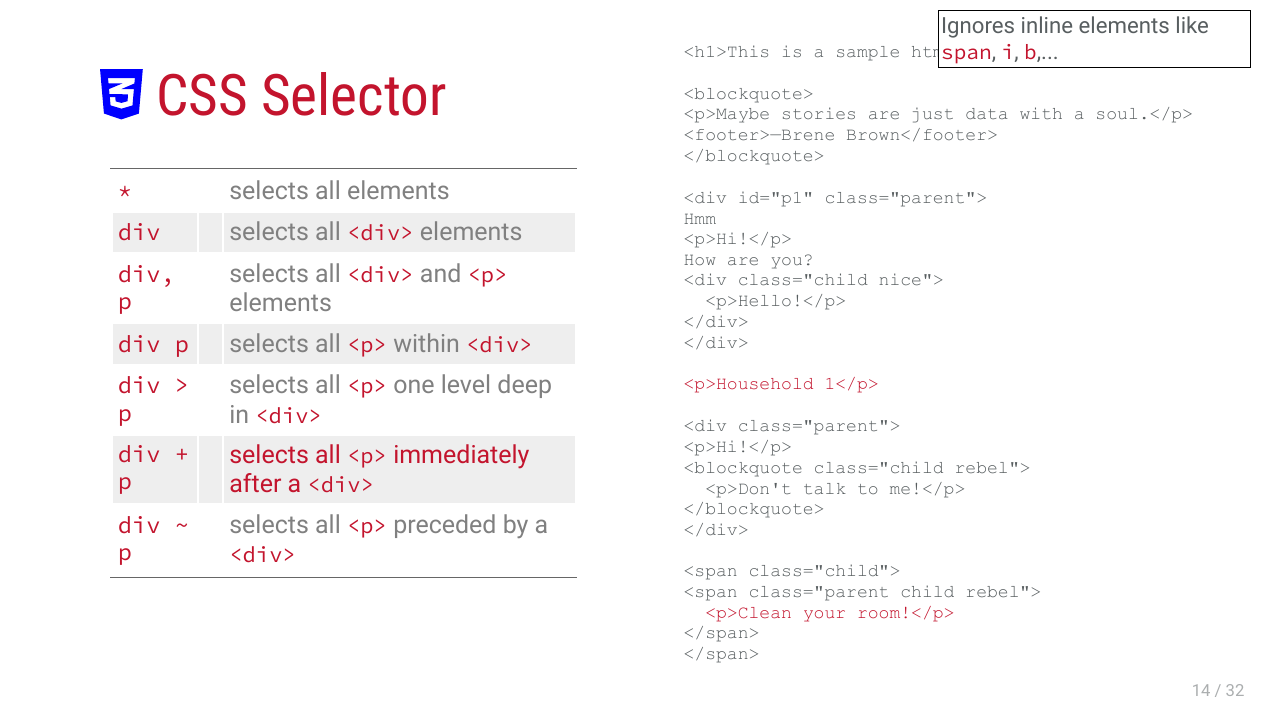 CSS Selector
* selects all elements
div selects all <div> elements
div, p selects all <div> and <p>
elements
div p selects all <p> within <div>
div > p selects all <p> one level deep
in <div>
div + p selects all <p> immediately
after a <div>
div ~ p selects all <p> preceded by a
<div>
Ignores inline elements like
span, i, b,...
<h1>This is a sample
<blockquote>
<p>Maybe stories are just data with a soul.</p>
<footer>—Brene Brown</footer>
</blockquote>
<div id="p1" class="parent">
Hmm
<p>Hi!</p>
How are you?
<div class="child nice">
<p>Hello!</p>
</div>
</div>
<p>Household 1</p>
<div class="parent">
<p>Hi!</p>
<blockquote class="child rebel">
<p>Don't talk to me!</p>
</blockquote>
</div>
<span class="child">
<span class="parent child rebel">
<p>Clean your room!</p>
</span>
</span>
14 / 32